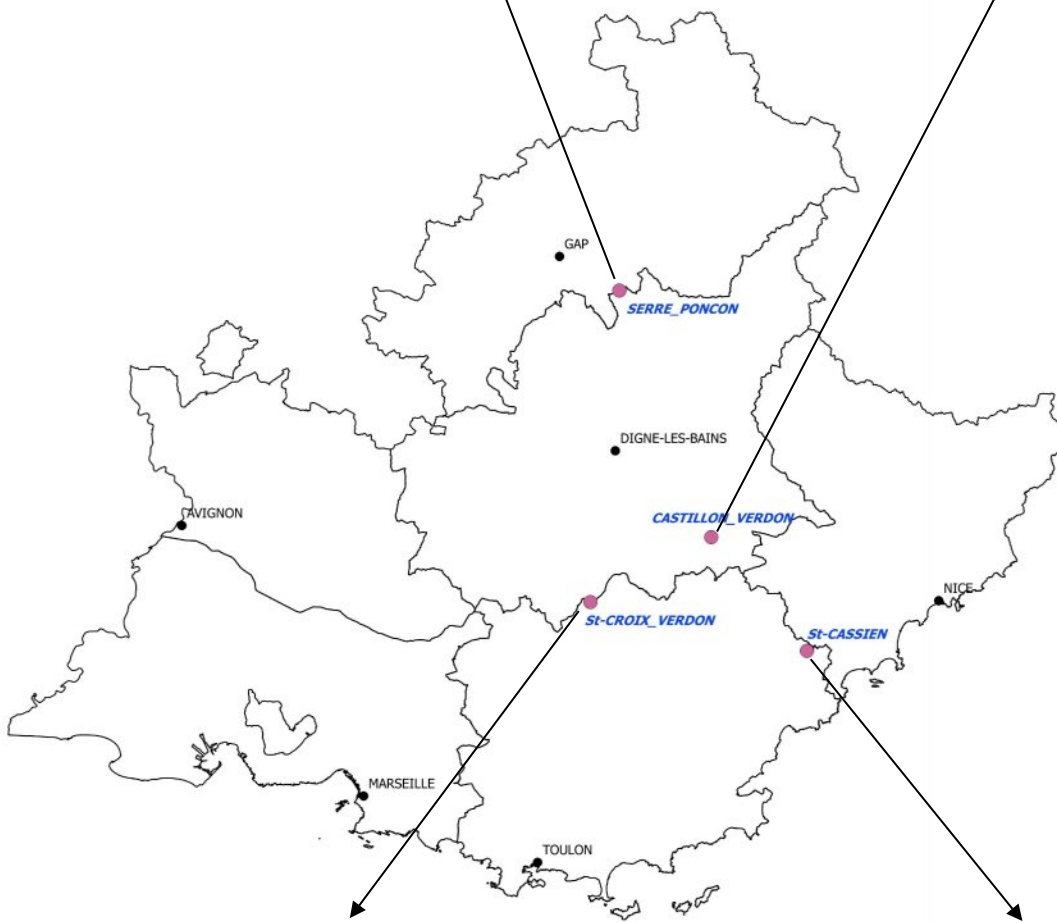 GAP
SERRE_PONCON
DIGNE-LES-BAINS
CASTILLON_VERDON
AVIGNON
NICE
St-CROIX_VERDON
St-CASSIEN
MARSEILLE
TOULON